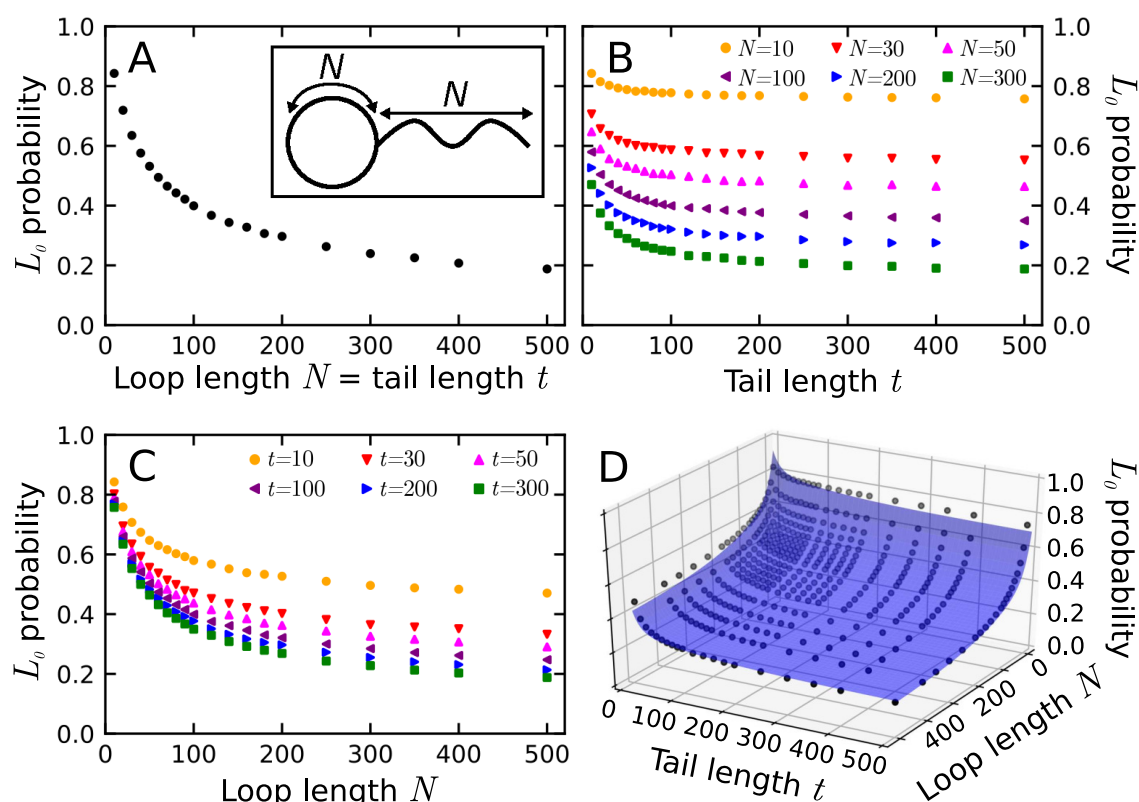 A
N
N
1.0
0.8
0.6
0.4
0.2
0.0
L₀ probability
0 100 200 300 400 500
Loop length N = tail length t
B
N=10 N=30 N=50
N=100 N=200 N=300
1.0
0.8
0.6
0.4
0.2
0.0
L₀ probability
0 100 200 300 400 500
Tail length t
C
t=10 t=30 t=50
t=100 t=200 t=300
1.0
0.8
0.6
0.4
0.2
0.0
L₀ probability
0 100 200 300 400 500
Loop length N
D
1.0
0.8
0.6
0.4
0.2
0.0
L₀ probability
0 100 200 300 400 500
Tail length t
400 200 0
Loop length N